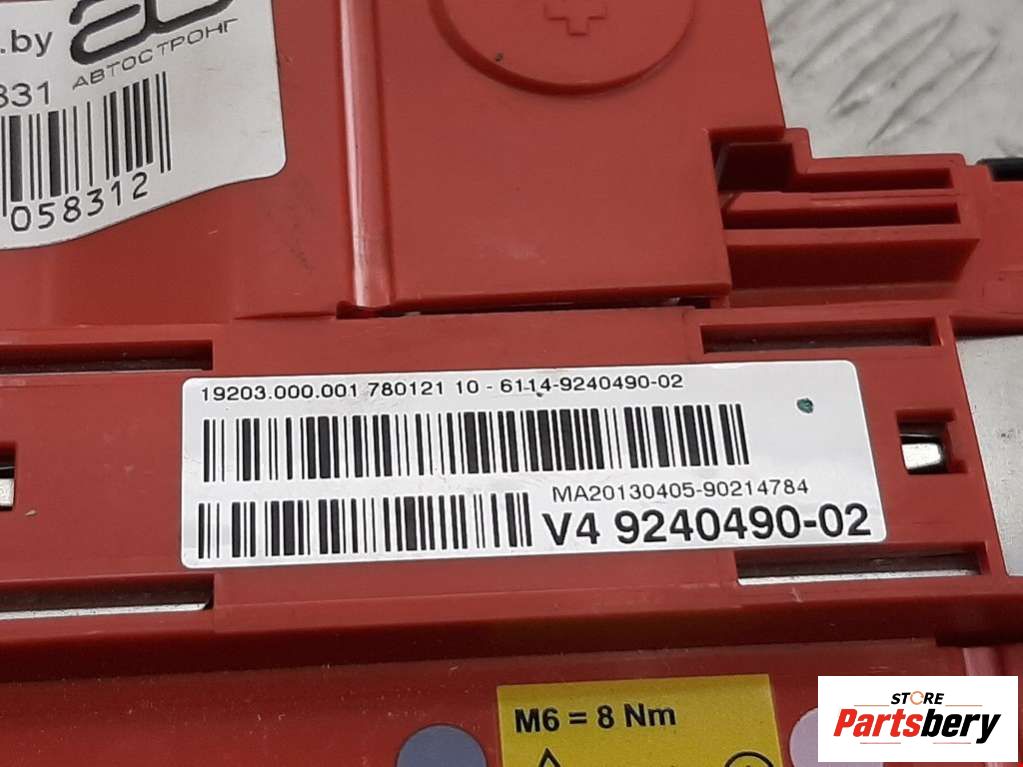 .by
АВТОСТРОНГ
831
058312
19203.000.001 780121 10 - 6114-9240490-02
MA20130405-90214784
V4 9240490-02
M6 = 8 Nm
STORE
Partsbery